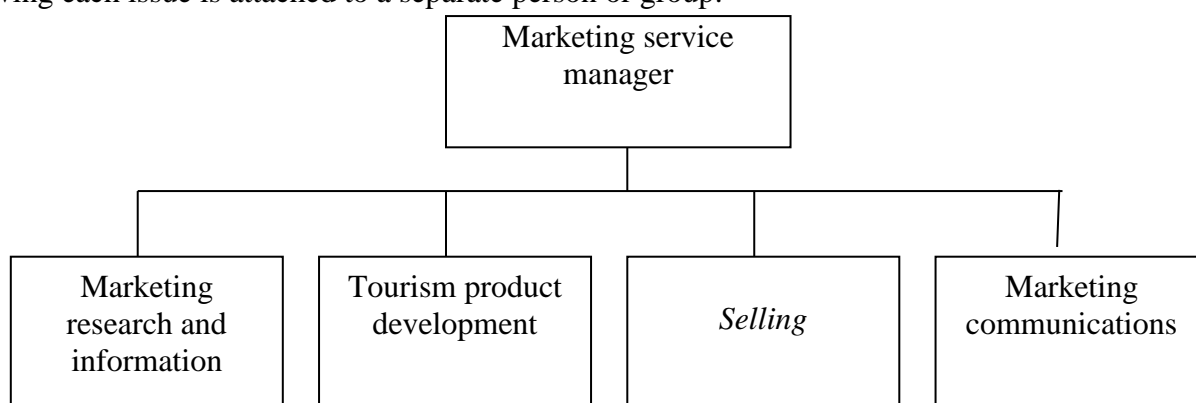 ving each issue is attached to a separate person or group.
Marketing service
manager
Marketing
research and
information
Tourism product
development
Selling
Marketing
communications